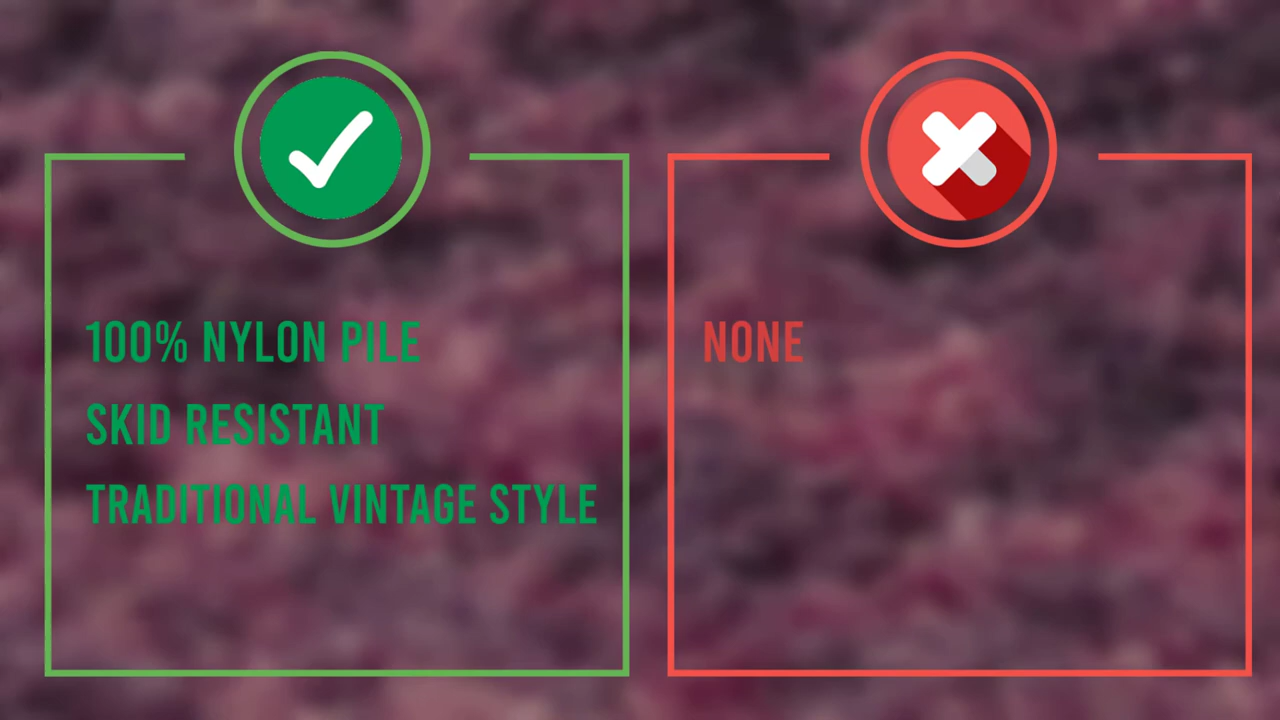 100% NYLON PILE
SKID RESISTANT
TRADITIONAL VINTAGE STYLE
NONE